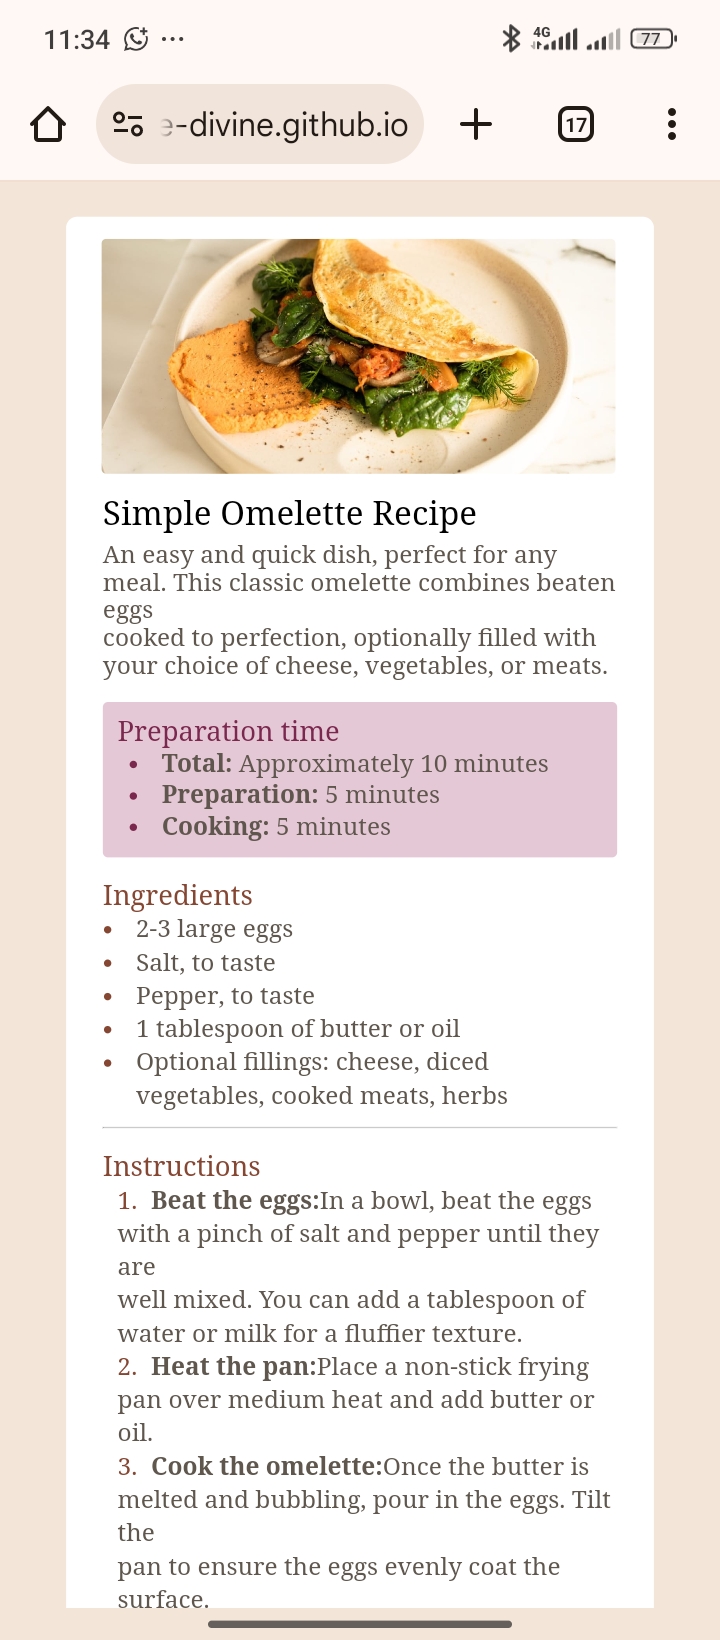 11:34
4G
77
e-divine.github.io
17
Simple Omelette Recipe
An easy and quick dish, perfect for any
meal. This classic omelette combines beaten
eggs
cooked to perfection, optionally filled with
your choice of cheese, vegetables, or meats.
Preparation time
• Total: Approximately 10 minutes
• Preparation: 5 minutes
• Cooking: 5 minutes
Ingredients
• 2-3 large eggs
• Salt, to taste
• Pepper, to taste
• 1 tablespoon of butter or oil
• Optional fillings: cheese, diced
vegetables, cooked meats, herbs
Instructions
1. Beat the eggs:In a bowl, beat the eggs
with a pinch of salt and pepper until they
are
well mixed. You can add a tablespoon of
water or milk for a fluffier texture.
2. Heat the pan:Place a non-stick frying
pan over medium heat and add butter or
oil.
3. Cook the omelette:Once the butter is
melted and bubbling, pour in the eggs. Tilt
the
pan to ensure the eggs evenly coat the
surface.